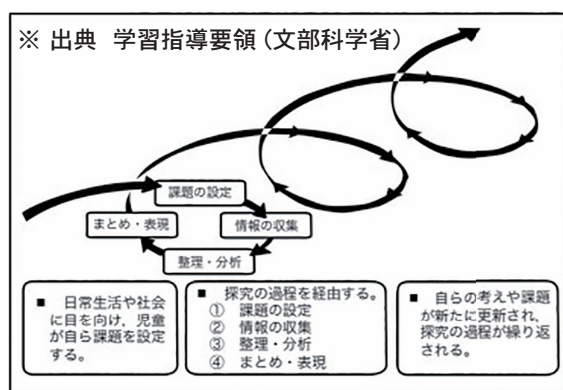 ※ 出典 学習指導要領（文部科学省）
課題の設定
まとめ・表現
情報の収集
整理・分析
■ 日常生活や社会
に目を向け，児童
が自ら課題を設定
する。
■ 探究の過程を経由する。
① 課題の設定
② 情報の収集
③ 整理・分析
④ まとめ・表現
■ 自らの考えや課題
が新たに更新され，
探究の過程が繰り返
される。